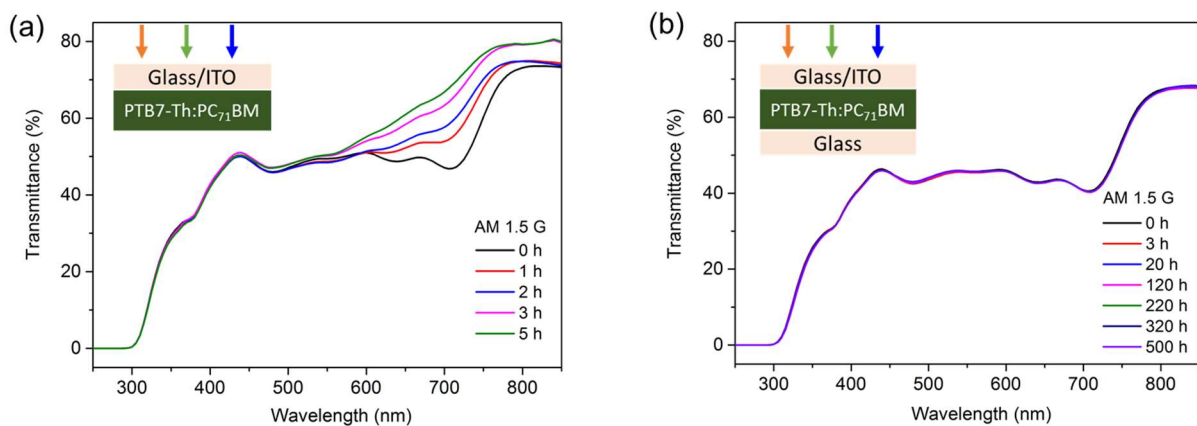 (a)
80
60
40
20
0
Transmittance (%)
Glass/ITO
PTB7-Th:PC71BM
AM 1.5 G
0 h
1 h
2 h
3 h
5 h
300 400 500 600 700 800
Wavelength (nm)
(b)
80
60
40
20
0
Transmittance (%)
Glass/ITO
PTB7-Th:PC71BM
Glass
AM 1.5 G
0 h
3 h
20 h
120 h
220 h
320 h
500 h
300 400 500 600 700 800
Wavelength (nm)